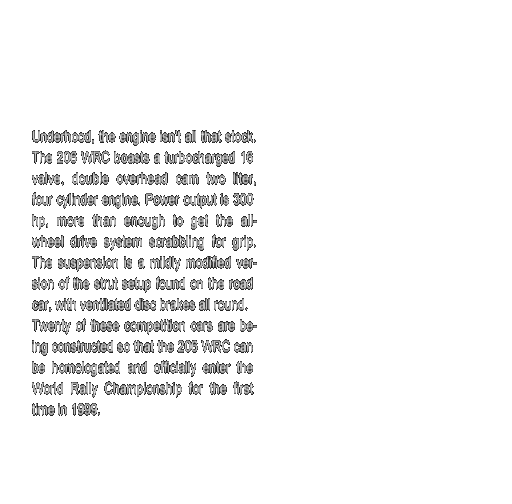 Underhood, the engine isn't all that stock.
The 206 WRC boasts a turbocharged 16
valve, double overhead cam two liter,
four cylinder engine. Power output is 300
hp, more than enough to get the all-
wheel drive system scrabbling for grip.
The suspension is a mildly modified ver-
sion of the strut setup found on the road
car, with ventilated disc brakes all round.
Twenty of these competition cars are be-
ing constructed so that the 206 WRC can
be homologated and officially enter the
World Rally Championship for the first
time in 1999.